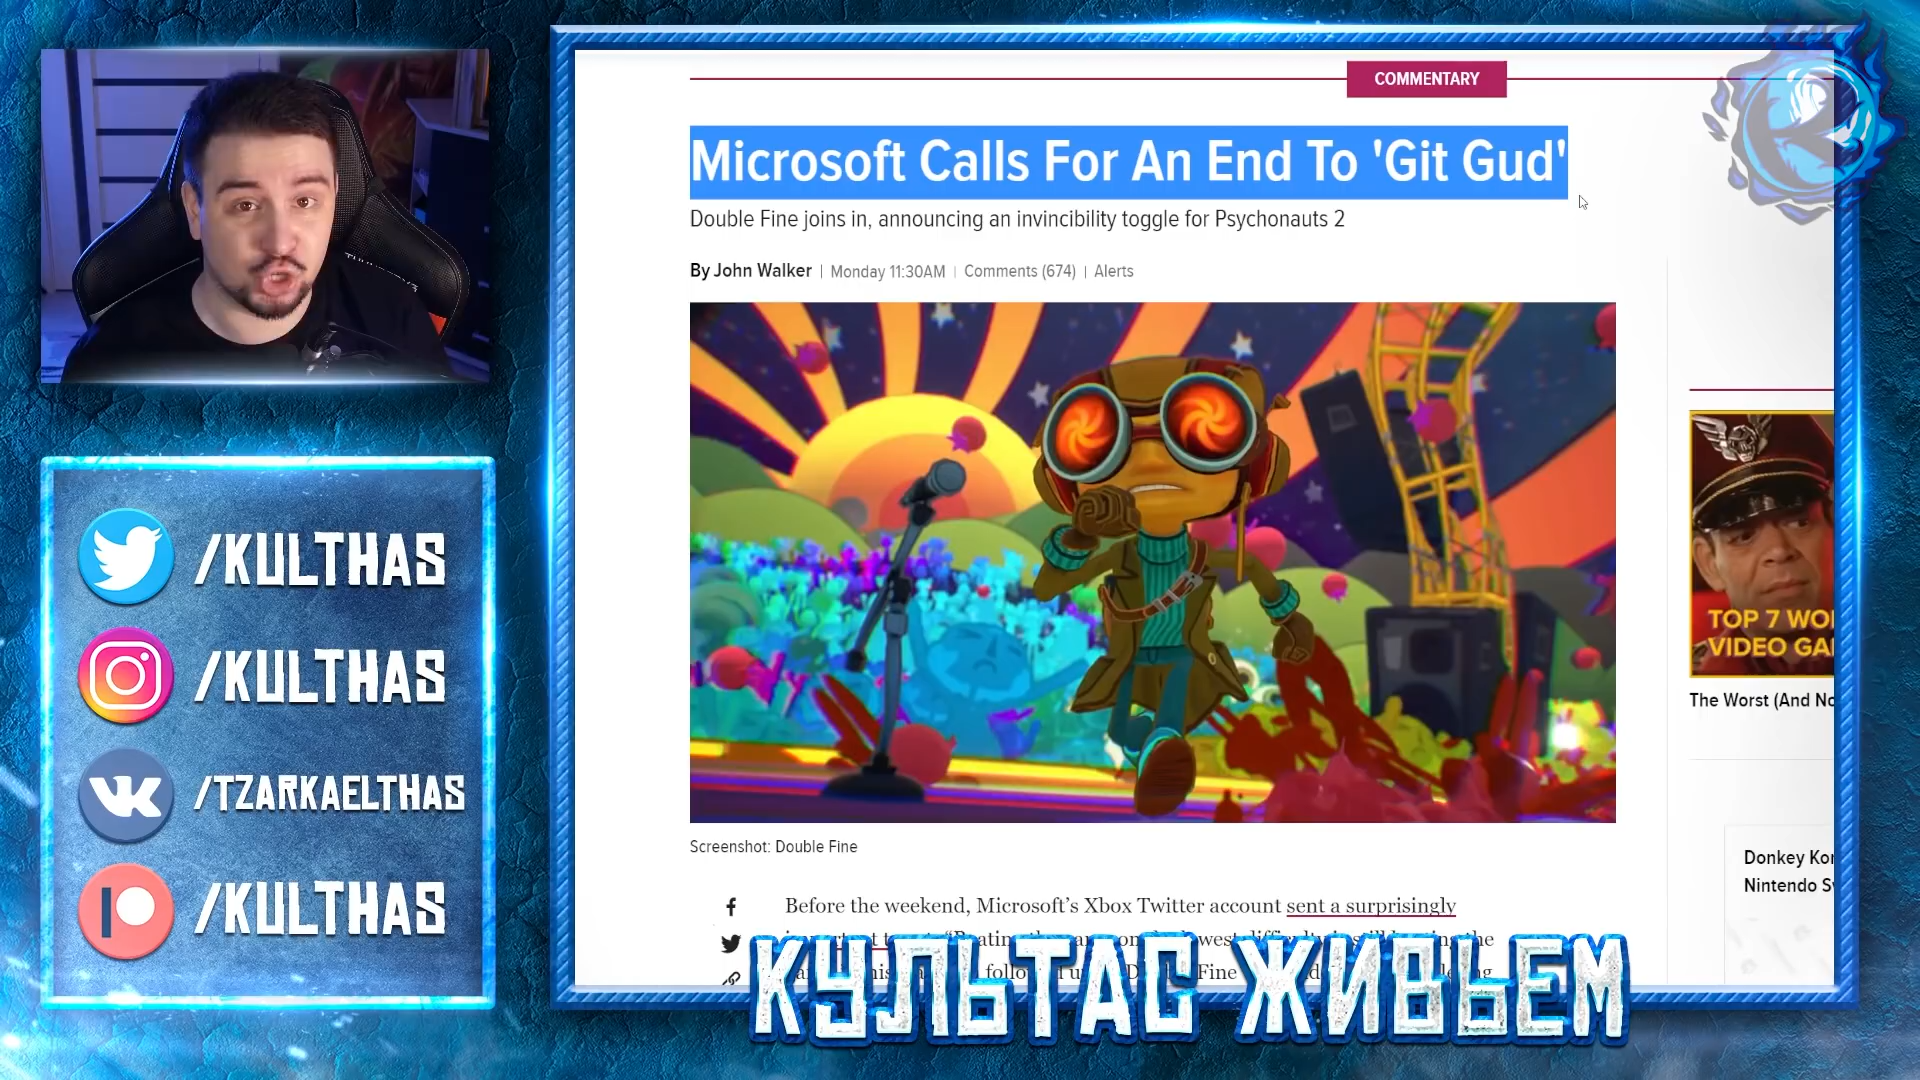 COMMENTARY
Microsoft Calls For An End To 'Git Gud'
Double Fine joins in, announcing an invincibility toggle for Psychonauts 2
By John Walker | Monday 11:30AM | Comments (674) | Alerts
/KULTHAS
/KULTHAS
/TZARKAELTHAS
/KULTHAS
TOP 7 WO
VIDEO GA
The Worst (And No
Screenshot: Double Fine
Donkey Kon
Nintendo S
Before the weekend, Microsoft's Xbox Twitter account sent a surprisingly
КУЛЬТАС ЖИВЬЕМ